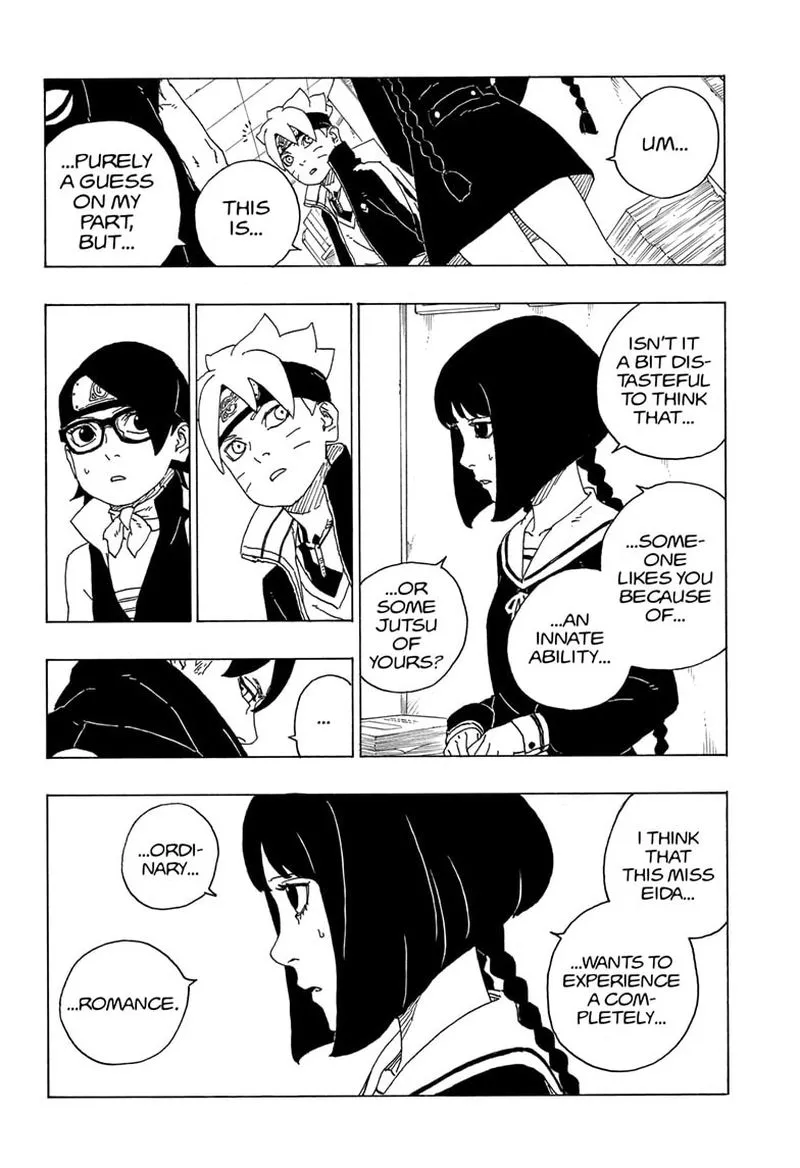 UM...
THIS
IS...
...PURELY
A GUESS
ON MY
PART,
BUT...
ISN'T IT
A BIT DIS-
TASTEFUL
TO THINK
THAT...
...SOME-
ONE
LIKES YOU
BECAUSE
OF...
...AN
INNATE
ABILITY...
...OR
SOME
JUTSU
OF
YOURS?
...
I THINK
THAT
THIS MISS
EIDA...
...WANTS TO
EXPERIENCE
A COM-
PLETELY...
...ORDI-
NARY...
...ROMANCE.